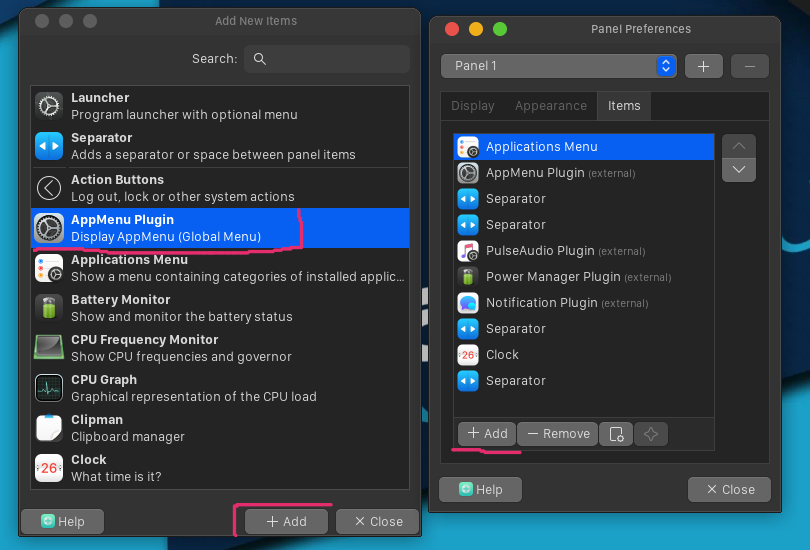 Add New Items
Search:
Launcher
Program launcher with optional menu
Separator
Adds a separator or space between panel items
Action Buttons
Log out, lock or other system actions
AppMenu Plugin
Display AppMenu (Global Menu)
Applications Menu
Show a menu containing categories of installed applic...
Battery Monitor
Show and monitor the battery status
CPU Frequency Monitor
Show CPU frequencies and governor
CPU Graph
Graphical representation of the CPU load
Clipman
Clipboard manager
26
Clock
What time is it?
Help
+ Add
× Close
Panel Preferences
Panel 1
Display Appearance Items
Applications Menu
AppMenu Plugin (external)
Separator
Separator
PulseAudio Plugin (external)
Power Manager Plugin (external)
Notification Plugin (external)
Separator
26 Clock
Separator
+ Add − Remove
Help
× Close